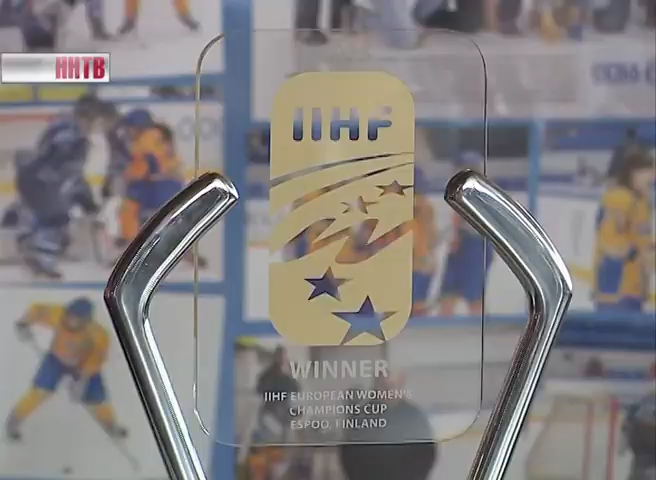 ННТВ
IIHF
WINNER
IIHF EUROPEAN WOMEN'S
CHAMPIONS CUP
ESPOO, FINLAND